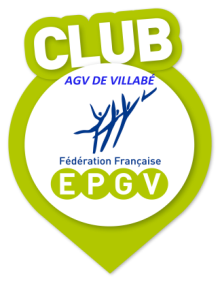 CLUB
AGV DE VILLABÉ
Fédération Française
EPGV